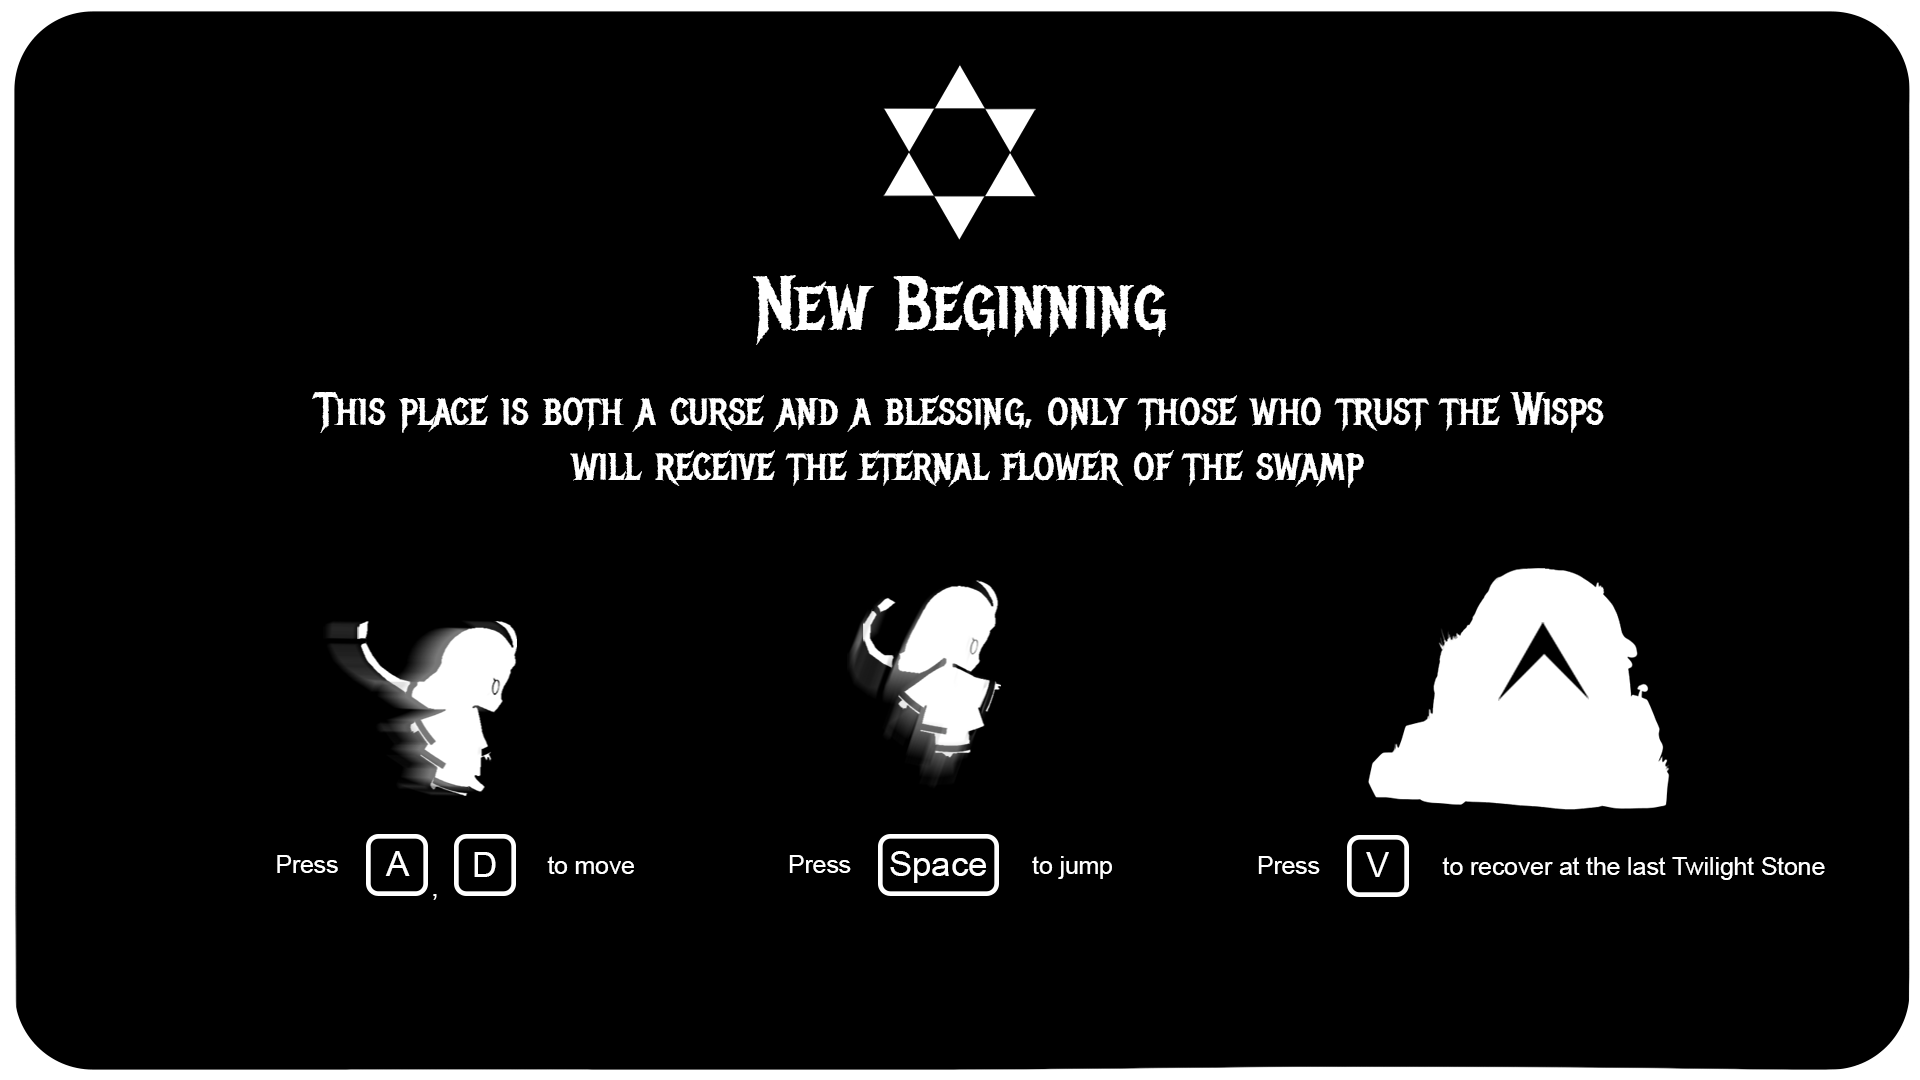 New Beginning
This place is both a curse and a blessing, only those who trust the Wisps
will receive the eternal flower of the swamp
Press A , D to move
Press Space to jump
Press V to recover at the last Twilight Stone